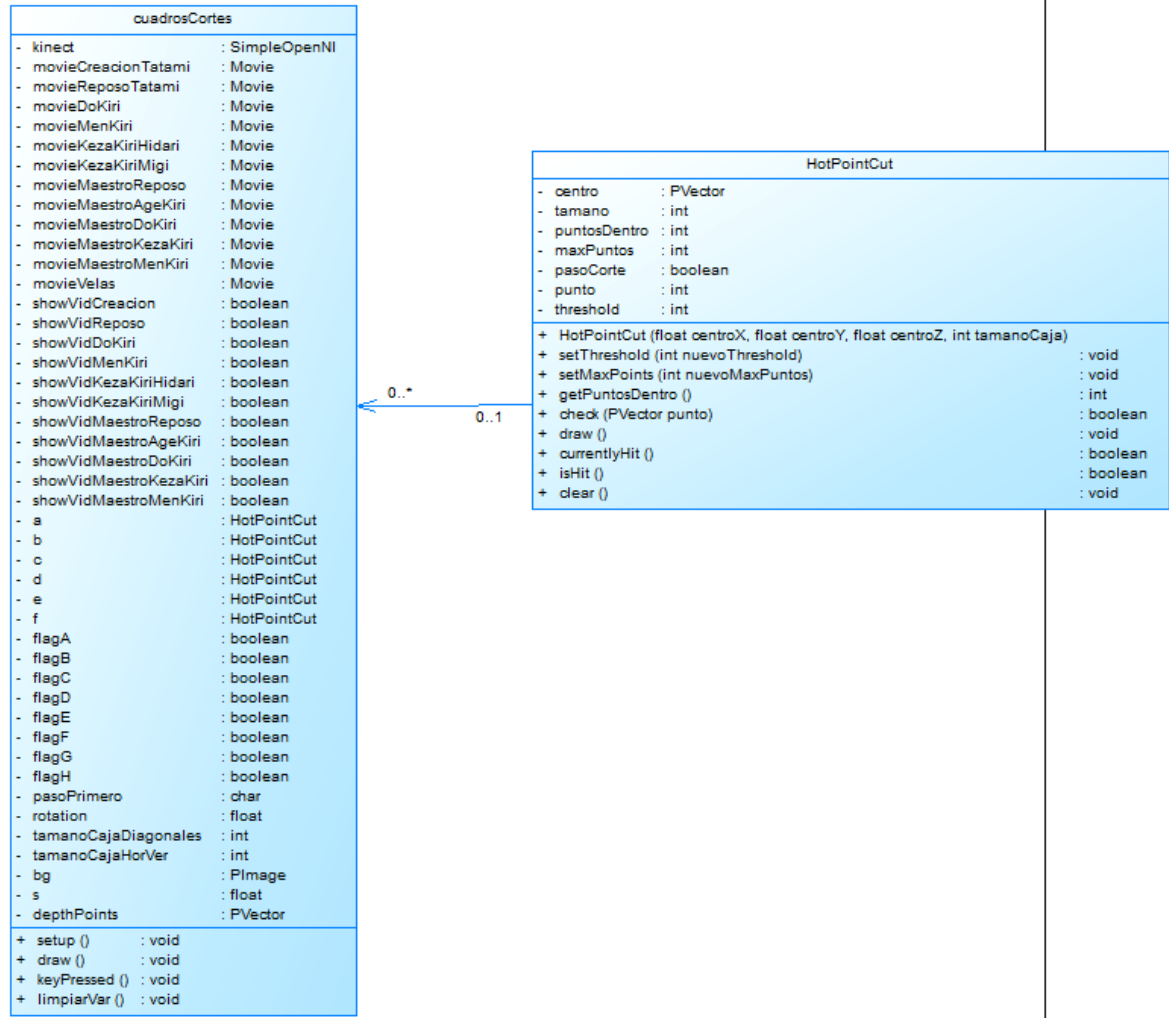 cuadrosCortes
- kinect : SimpleOpenNI
- movieCreacionTatami : Movie
- movieReposoTatami : Movie
- movieDoKiri : Movie
- movieMenKiri : Movie
- movieKezaKiriHidari : Movie
- movieKezaKiriMigi : Movie
- movieMaestroReposo : Movie
- movieMaestroAgeKiri : Movie
- movieMaestroDoKiri : Movie
- movieMaestroKezaKiri : Movie
- movieMaestroMenKiri : Movie
- movieVelas : Movie
- showVidCreacion : boolean
- showVidReposo : boolean
- showVidDoKiri : boolean
- showVidMenKiri : boolean
- showVidKezaKiriHidari : boolean
- showVidKezaKiriMigi : boolean
- showVidMaestroReposo : boolean
- showVidMaestroAgeKiri : boolean
- showVidMaestroDoKiri : boolean
- showVidMaestroKezaKiri : boolean
- showVidMaestroMenKiri : boolean
- a : HotPointCut
- b : HotPointCut
- c : HotPointCut
- d : HotPointCut
- e : HotPointCut
- f : HotPointCut
- flagA : boolean
- flagB : boolean
- flagC : boolean
- flagD : boolean
- flagE : boolean
- flagF : boolean
- flagG : boolean
- flagH : boolean
- pasoPrimero : char
- rotation : float
- tamanoCajaDiagonales : int
- tamanoCajaHorVer : int
- bg : PImage
- s : float
- depthPoints : PVector
+ setup () : void
+ draw () : void
+ keyPressed () : void
+ limpiarVar () : void
0..*
0..1
HotPointCut
- centro : PVector
- tamano : int
- puntosDentro : int
- maxPuntos : int
- pasoCorte : boolean
- punto : int
- threshold : int
+ HotPointCut (float centroX, float centroY, float centroZ, int tamanoCaja)
+ setThreshold (int nuevoThreshold) : void
+ setMaxPoints (int nuevoMaxPuntos) : void
+ getPuntosDentro () : int
+ check (PVector punto) : boolean
+ draw () : void
+ currentlyHit () : boolean
+ isHit () : boolean
+ clear () : void